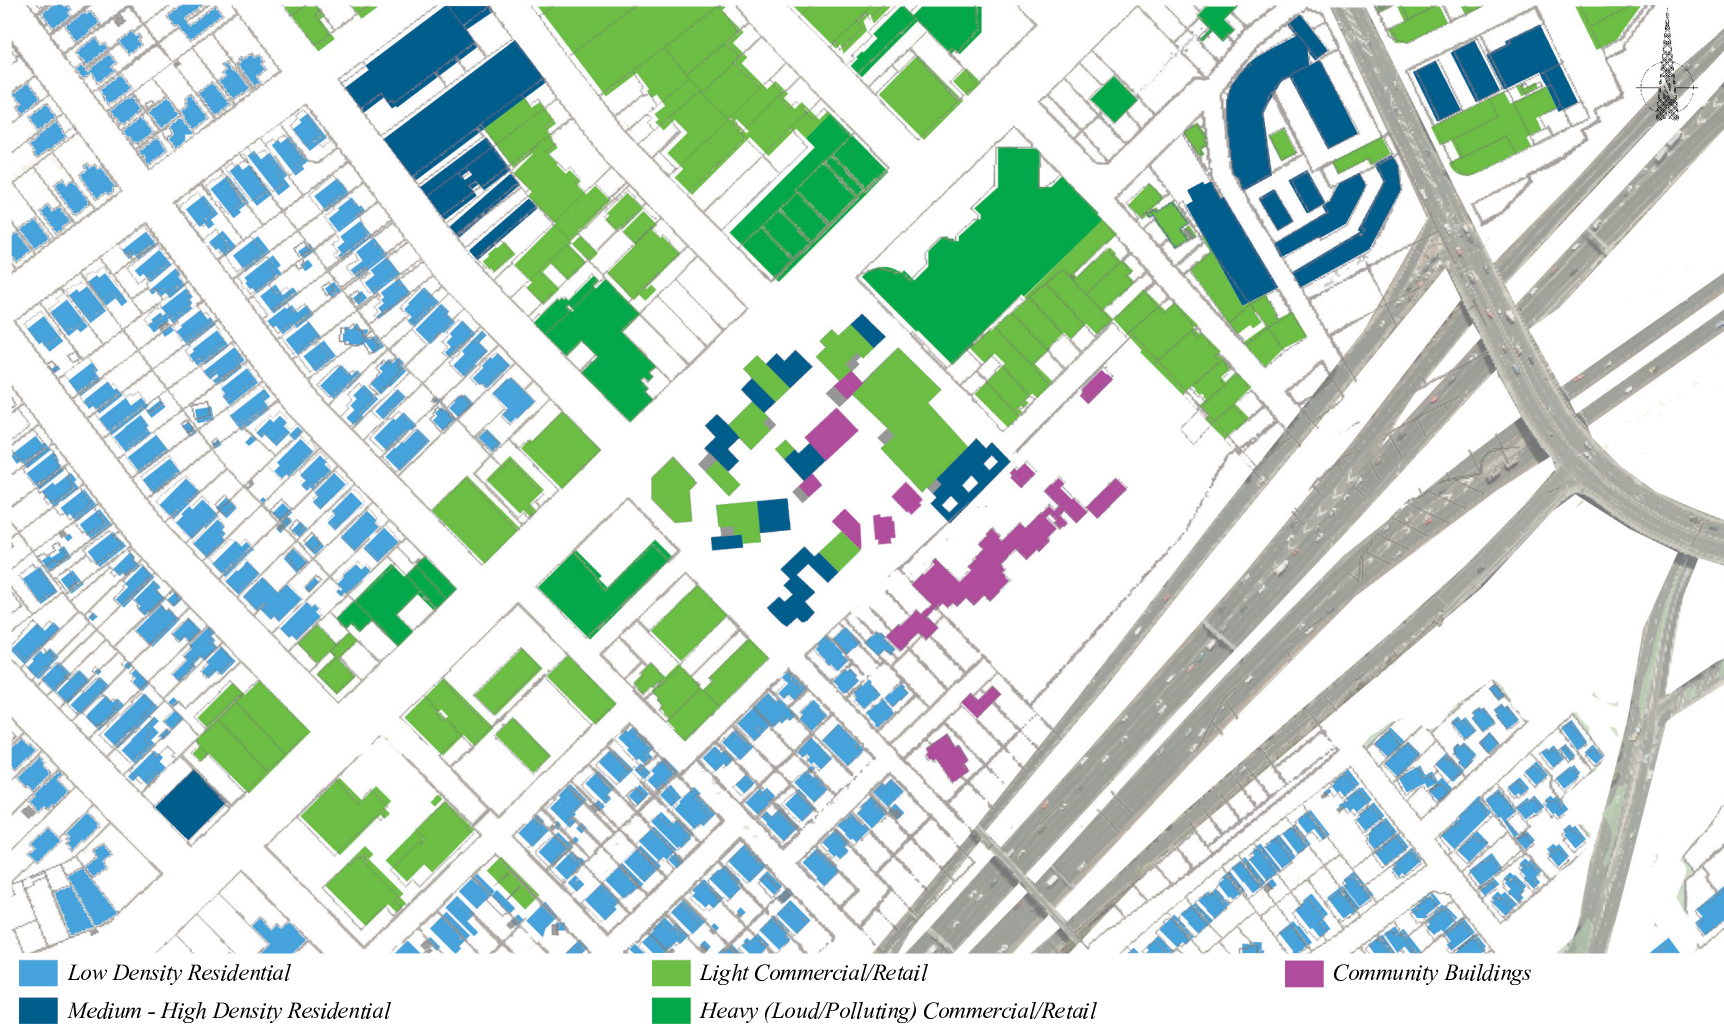 Low Density Residential
Medium - High Density Residential
Light Commercial/Retail
Heavy (Loud/Polluting) Commercial/Retail
Community Buildings